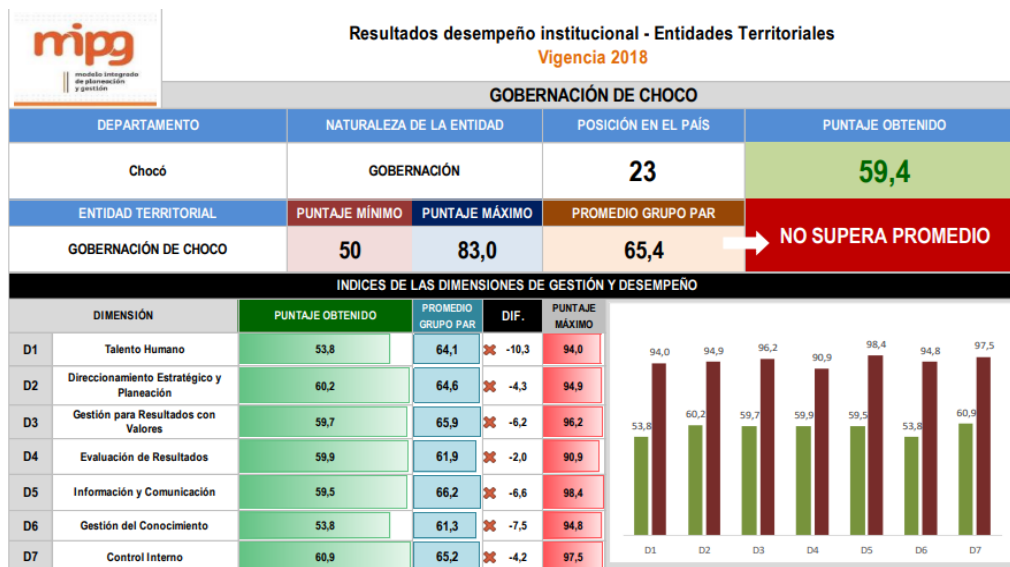 mipg
modelo integrado
de planeación
y gestión
Resultados desempeño institucional - Entidades Territoriales
Vigencia 2018
GOBERNACIÓN DE CHOCO
DEPARTAMENTO NATURALEZA DE LA ENTIDAD POSICIÓN EN EL PAÍS PUNTAJE OBTENIDO
Chocó GOBERNACIÓN 23 59,4
ENTIDAD TERRITORIAL PUNTAJE MÍNIMO PUNTAJE MÁXIMO PROMEDIO GRUPO PAR
GOBERNACIÓN DE CHOCO 50 83,0 65,4 NO SUPERA PROMEDIO
INDICES DE LAS DIMENSIONES DE GESTIÓN Y DESEMPEÑO
DIMENSIÓN PUNTAJE OBTENIDO PROMEDIO GRUPO PAR DIF. PUNTAJE MÁXIMO
D1 Talento Humano 53,8 64,1 -10,3 94,0
D2 Direccionamiento Estratégico y Planeación 60,2 64,6 -4,3 94,9
D3 Gestión para Resultados con Valores 59,7 65,9 -6,2 96,2
D4 Evaluación de Resultados 59,9 61,9 -2,0 90,9
D5 Información y Comunicación 59,5 66,2 -6,6 98,4
D6 Gestión del Conocimiento 53,8 61,3 -7,5 94,8
D7 Control Interno 60,9 65,2 -4,2 97,5
53,8 94,0 60,2 94,9 59,7 96,2 59,9 90,9 59,5 98,4 53,8 94,8 60,9 97,5
D1 D2 D3 D4 D5 D6 D7